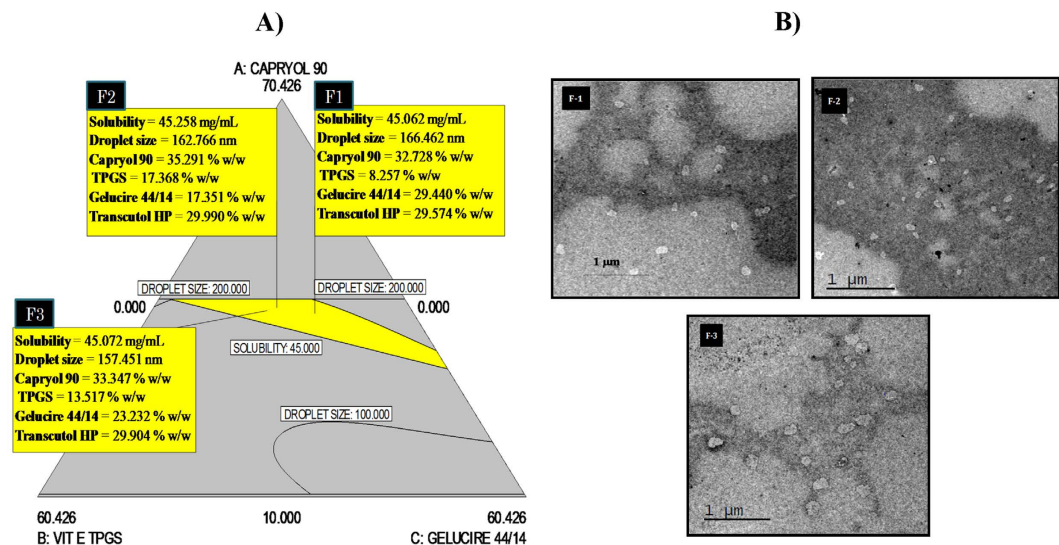 A)
B)
A: CAPRYOL 90
70.426
F2
Solubility = 45.258 mg/mL
Droplet size = 162.766 nm
Capryol 90 = 35.291 % w/w
TPGS = 17.368 % w/w
Gelucire 44/14 = 17.351 % w/w
Transcutol HP = 29.990 % w/w
F1
Solubility = 45.062 mg/mL
Droplet size = 166.462 nm
Capryol 90 = 32.728 % w/w
TPGS = 8.257 % w/w
Gelucire 44/14 = 29.440 % w/w
Transcutol HP = 29.574 % w/w
DROPLET SIZE: 200.000
DROPLET SIZE: 200.000
0.000
0.000
F3
Solubility = 45.072 mg/mL
Droplet size = 157.451 nm
Capryol 90 = 33.347 % w/w
TPGS = 13.517 % w/w
Gelucire 44/14 = 23.232 % w/w
Transcutol HP = 29.904 % w/w
SOLUBILITY: 45.000
DROPLET SIZE: 100.000
60.426
10.000
60.426
B: VIT E TPGS
C: GELUCIRE 44/14
F-1
1 µm
F-2
1 µm
F-3
1 µm